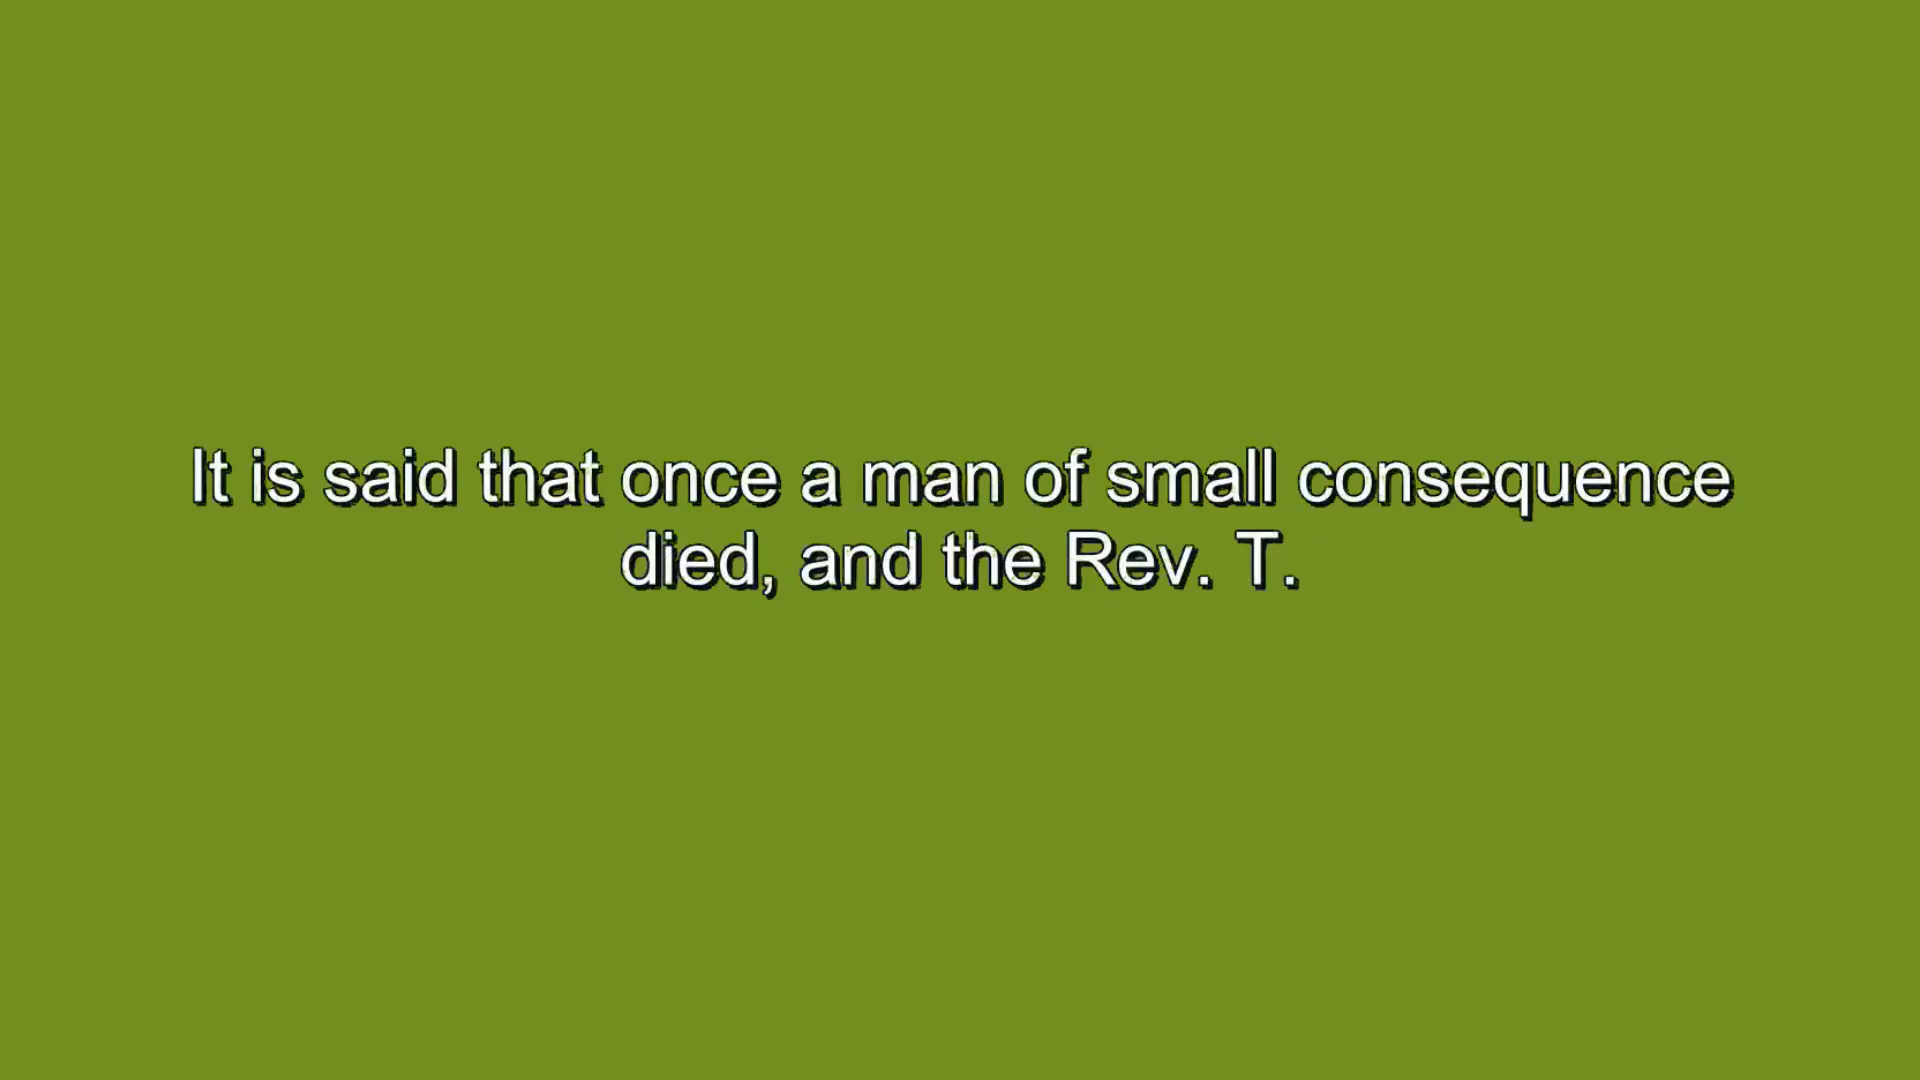 It is said that once a man of small consequence
died, and the Rev. T.